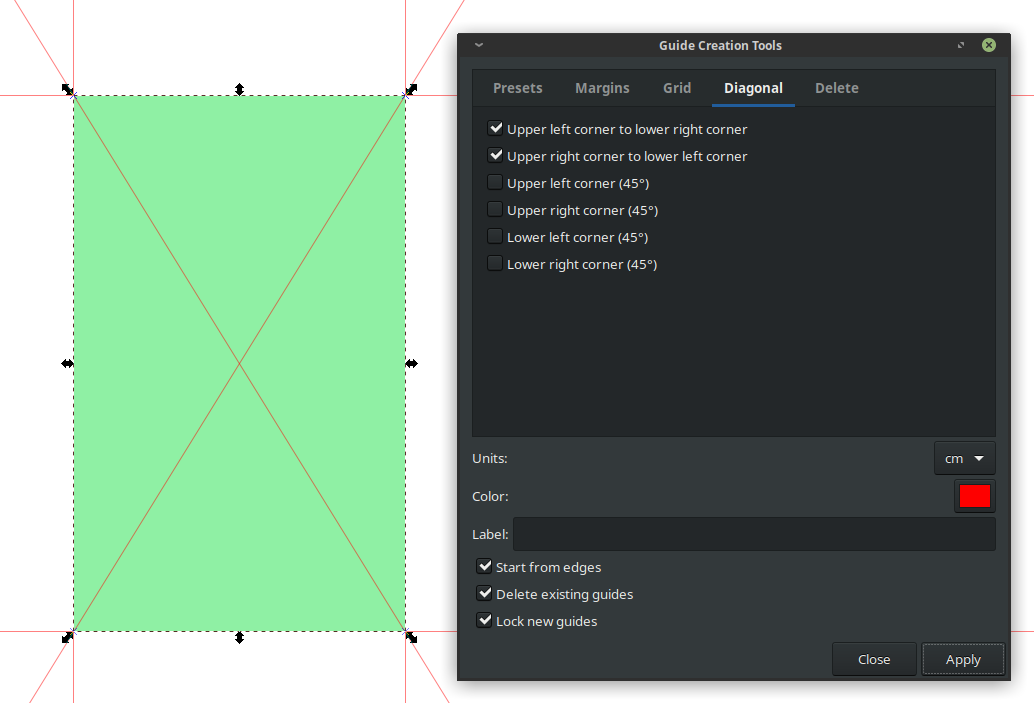 Guide Creation Tools
Presets Margins Grid Diagonal Delete
Upper left corner to lower right corner
Upper right corner to lower left corner
Upper left corner (45°)
Upper right corner (45°)
Lower left corner (45°)
Lower right corner (45°)
Units: cm
Color:
Label:
Start from edges
Delete existing guides
Lock new guides
Close Apply